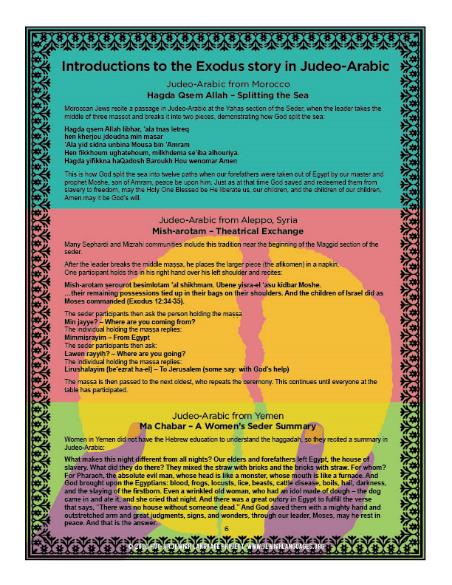 Introductions to the Exodus story in Judeo-Arabic
Judeo-Arabic from Morocco
Hagda Qsem Allah – Splitting the Sea
Moroccan Jews recite a passage in Judeo-Arabic at the Yahas section of the Seder, when the leader takes the
middle of three massot and breaks it into two pieces, demonstrating how God split the sea:
Hagda qsem Allah libhar, 'ala tnas letreq
hen kherjou jdoudna min masar
'Ala yid sidna unbina Mousa bin 'Amram
Hen fikkhoum ughatehoum, milkhdema se'iba alhouriya.
Hagda yifikkna haQadosh Baroukh Hou wenomar Amen
This is how God split the sea into twelve paths when our forefathers were taken out of Egypt by our master and
prophet Moshe, son of Amram, peace be upon him; Just as at that time God saved and redeemed them from
slavery to freedom, may the Holy One Blessed be He liberate us, our children, and the children of our children,
Amen may it be God's will.
Judeo-Arabic from Aleppo, Syria
Mish-arotam – Theatrical Exchange
Many Sephardi and Mizrahi communities include this tradition near the beginning of the Maggid section of the
seder.
After the leader breaks the middle massa, he places the larger piece (the afikomen) in a napkin.
One participant holds this in his right hand over his left shoulder and recites:
Mish-arotam serourot besimlotam 'al shikhmam. Ubene yisra-el 'asu kidbar Moshe.
...their remaining possessions tied up in their bags on their shoulders. And the children of Israel did as
Moses commanded (Exodus 12:34-35).
The seder participants then ask the person holding the massa
Min jayye? – Where are you coming from?
The individual holding the massa replies:
Mimmisrayim – From Egypt
The seder participants then ask:
Lawen rayyih? – Where are you going?
The individual holding the massa replies:
Lirushalayim (be'ezrat ha-el) – To Jerusalem (some say: with God's help)
The massa is then passed to the next oldest, who repeats the ceremony. This continues until everyone at the
table has participated.
Judeo-Arabic from Yemen
Ma Chabar – A Women's Seder Summary
Women in Yemen did not have the Hebrew education to understand the haggadah, so they recited a summary in
Judeo-Arabic:
What makes this night different from all nights? Our elders and forefathers left Egypt, the house of
slavery. What did they do there? They mixed the straw with bricks and the bricks with straw. For whom?
For Pharaoh, the absolute evil man, whose head is like a monster, whose mouth is like a furnace. And
God brought upon the Egyptians: blood, frogs, locusts, lice, beasts, cattle disease, boils, hail, darkness,
and the slaying of the firstborn. Even a wrinkled woman, who had an idol made of dough – the dog
came in and ate it, and she cried that night. And there was a great outcry in Egypt to fulfill the verse
that says, "There was no house without someone dead." And God saved them with a mighty hand and
outstretched arm and great judgments, signs, and wonders, through our leader, Moses, may he rest in
peace. And that is the answer.
6
JEWISH LANGUAGE PROJECT, WWW.JEWISHLANGUAGES.ORG